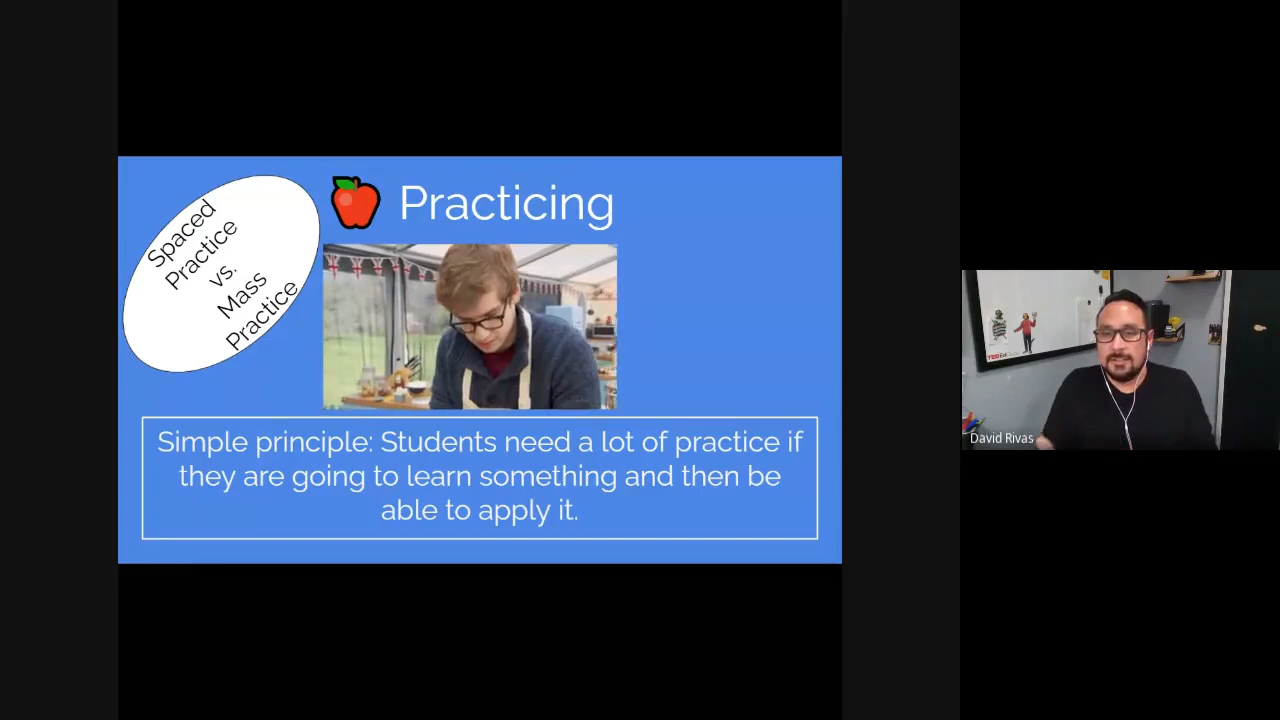 Spaced
Practice
vs.
Mass
Practice
Practicing
Simple principle: Students need a lot of practice if
they are going to learn something and then be
able to apply it.
David Rivas